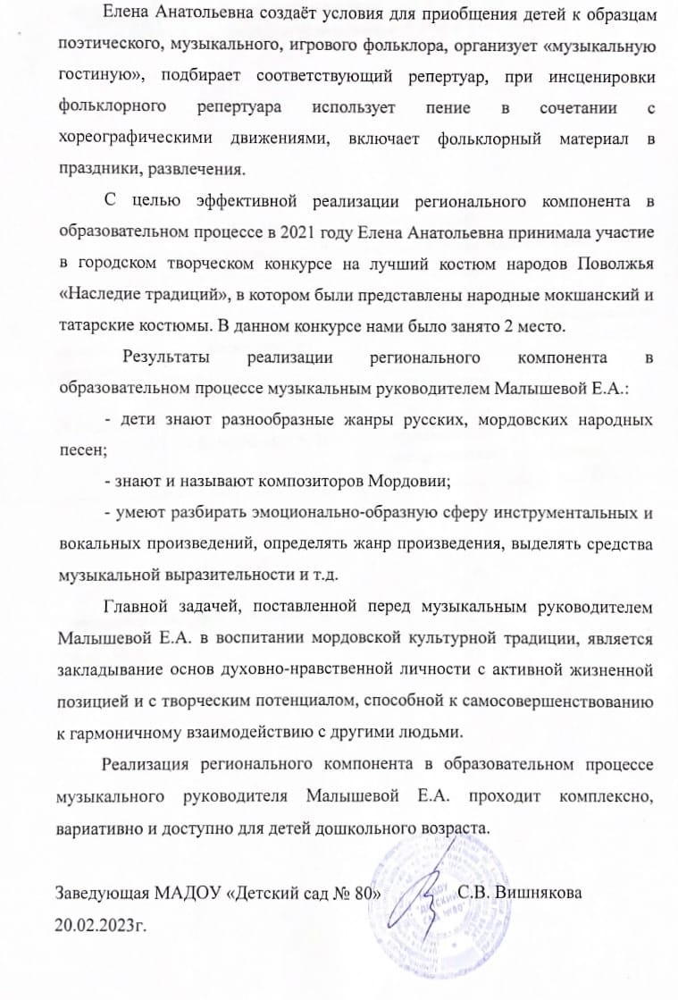 Елена Анатольевна создаёт условия для приобщения детей к образцам
поэтического, музыкального, игрового фольклора, организует «музыкальную
гостиную», подбирает соответствующий репертуар, при инсценировки
фольклорного репертуара использует пение в сочетании с
хореографическими движениями, включает фольклорный материал в
праздники, развлечения.
С целью эффективной реализации регионального компонента в
образовательном процессе в 2021 году Елена Анатольевна принимала участие
в городском творческом конкурсе на лучший костюм народов Поволжья
«Наследие традиций», в котором были представлены народные мокшанский и
татарские костюмы. В данном конкурсе нами было занято 2 место.
Результаты реализации регионального компонента в
образовательном процессе музыкальным руководителем Малышевой Е.А.:
- дети знают разнообразные жанры русских, мордовских народных
песен;
- знают и называют композиторов Мордовии;
- умеют разбирать эмоционально-образную сферу инструментальных и
вокальных произведений, определять жанр произведения, выделять средства
музыкальной выразительности и т.д.
Главной задачей, поставленной перед музыкальным руководителем
Малышевой Е.А. в воспитании мордовской культурной традиции, является
закладывание основ духовно-нравственной личности с активной жизненной
позицией и с творческим потенциалом, способной к самосовершенствованию
к гармоничному взаимодействию с другими людьми.
Реализация регионального компонента в образовательном процессе
музыкального руководителя Малышевой Е.А. проходит комплексно,
вариативно и доступно для детей дошкольного возраста.
Заведующая МАДОУ «Детский сад № 80» С.В. Вишнякова
20.02.2023г.